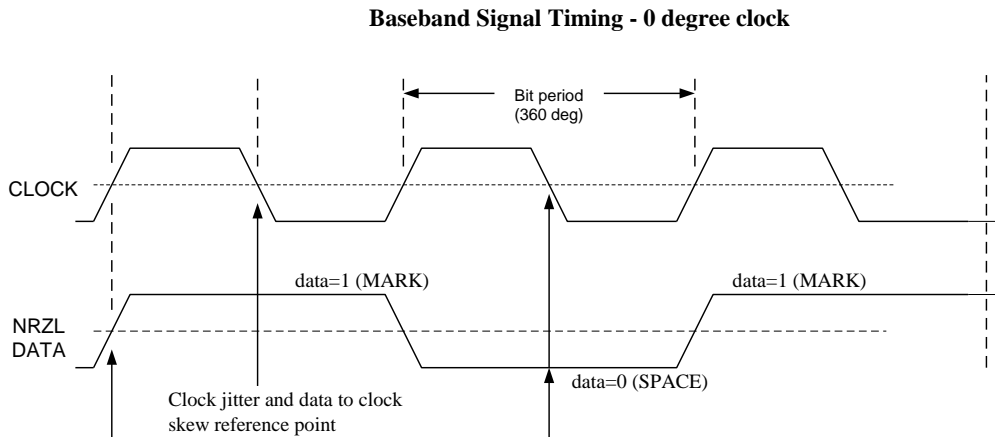 Baseband Signal Timing - 0 degree clock
Bit period
(360 deg)
CLOCK
data=1 (MARK)
data=1 (MARK)
NRZL
DATA
data=0 (SPACE)
Clock jitter and data to clock
skew reference point